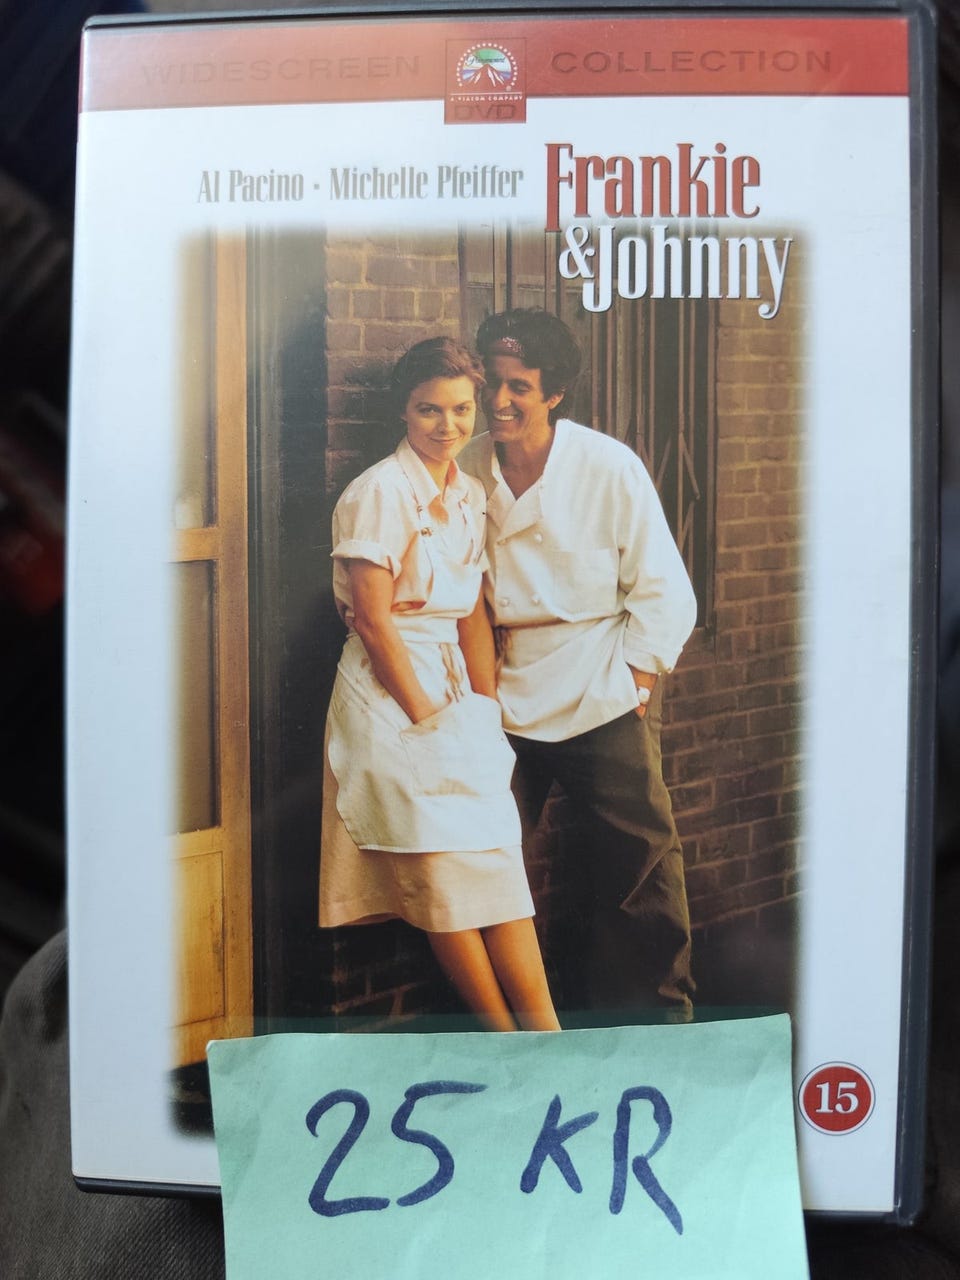 WIDESCREEN COLLECTION
Paramount
A VIACOM COMPANY
DVD
Al Pacino · Michelle Pfeiffer
Frankie
& Johnny
15
25 KR